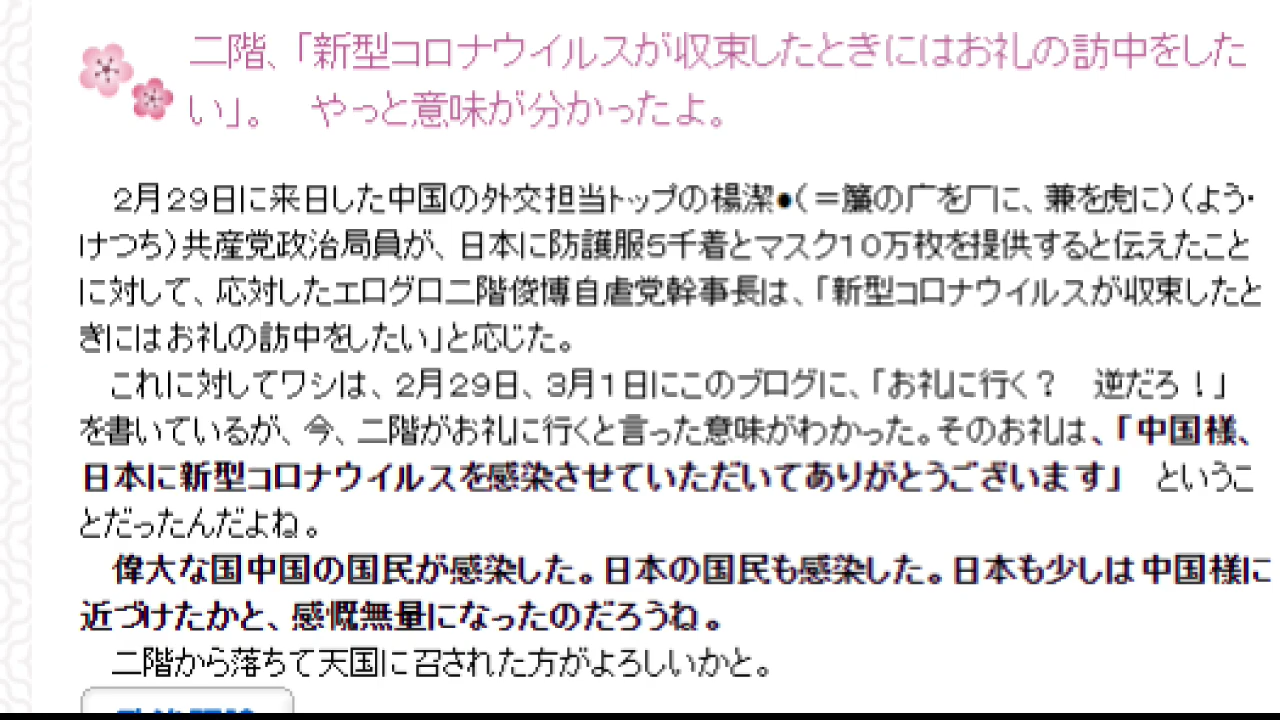 二階、「新型コロナウイルスが収束したときにはお礼の訪中をした
い」。　やっと意味が分かったよ。
２月２９日に来日した中国の外交担当トップの楊潔●（＝簾の广を厂に、兼を虎に）（よう・
けつち）共産党政治局員が、日本に防護服５千着とマスク１０万枚を提供すると伝えたこと
に対して、応対したエログロ二階俊博自虐党幹事長は、「新型コロナウイルスが収束したと
きにはお礼の訪中をしたい」と応じた。
これに対してワシは、２月２９日、３月１日にこのブログに、「お礼に行く？　逆だろ！」
を書いているが、今、二階がお礼に行くと言った意味がわかった。そのお礼は、「中国様、
日本に新型コロナウイルスを感染させていただいてありがとうございます」　というこ
とだったんだよね。
偉大な国中国の国民が感染した。日本の国民も感染した。日本も少しは中国様に
近づけたかと、感慨無量になったのだろうね。
二階から落ちて天国に召された方がよろしいかと。